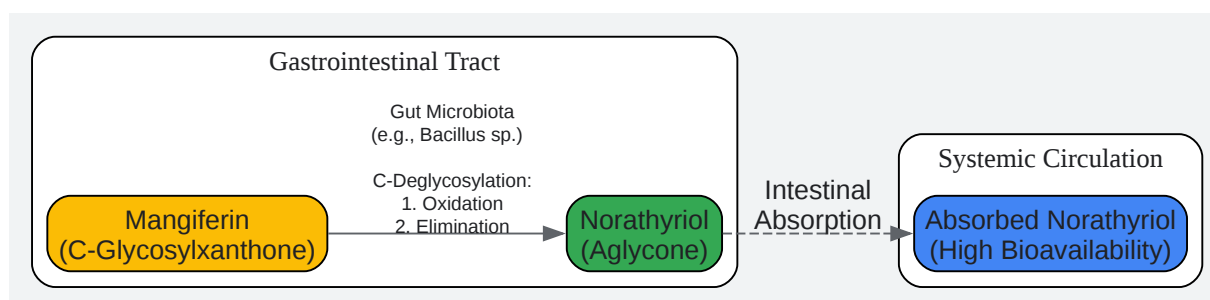 Gastrointestinal Tract
Gut Microbiota
(e.g., Bacillus sp.)
C-Deglycosylation:
1. Oxidation
2. Elimination
Mangiferin
(C-Glycosylxanthone)
Norathyriol
(Aglycone)
Intestinal
Absorption
Systemic Circulation
Absorbed Norathyriol
(High Bioavailability)